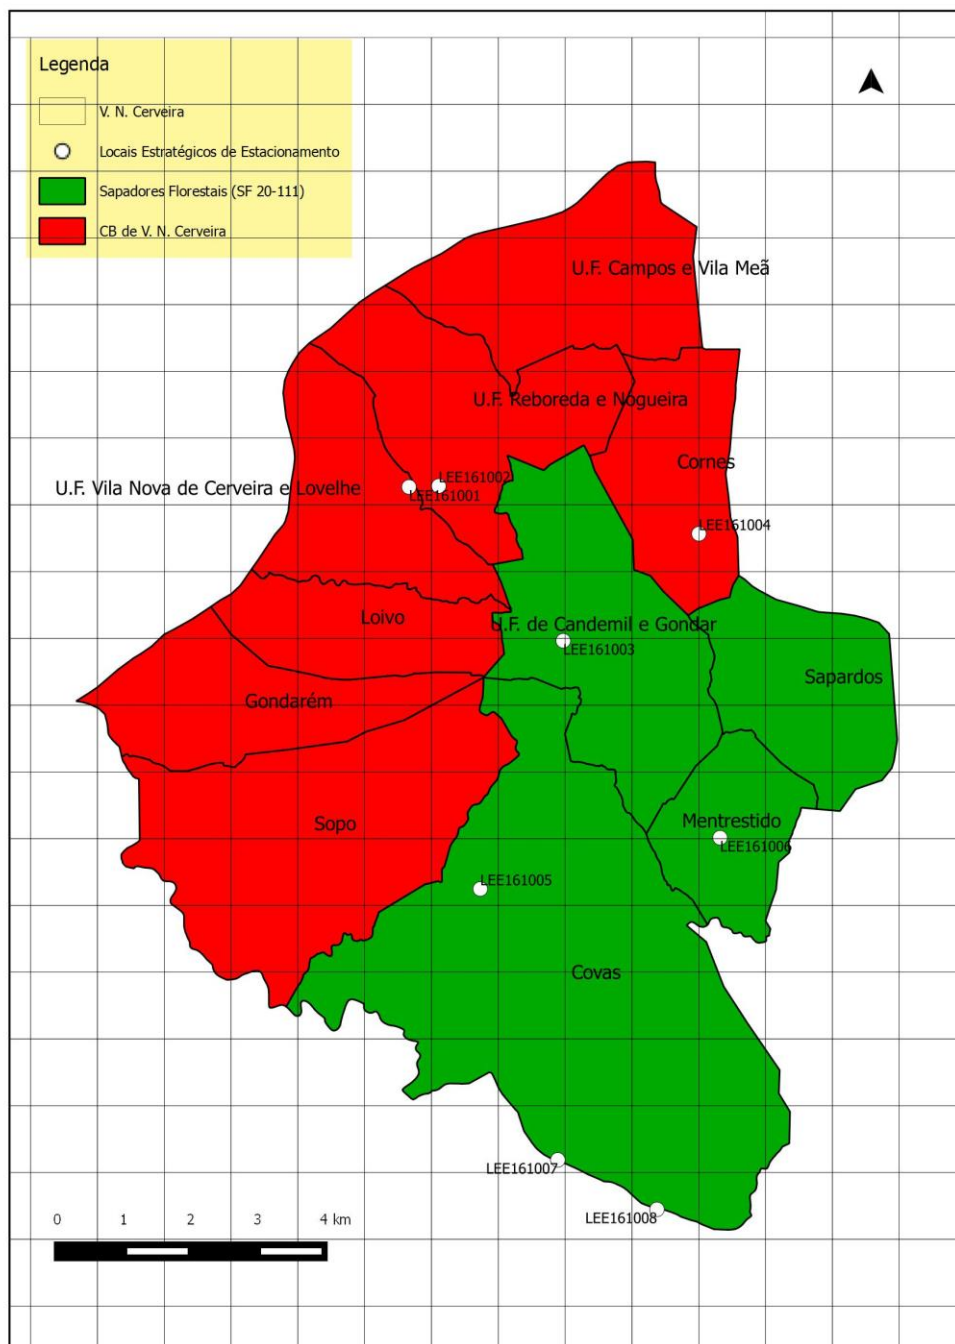 Legenda
V. N. Cerveira
Locais Estratégicos de Estacionamento
Sapadores Florestais (SF 20-111)
CB de V. N. Cerveira
U.F. Campos e Vila Meã
U.F. Reboreda e Nogueira
Cornes
LEE161002
U.F. Vila Nova de Cerveira e Lovelhe
LEE161001
LEE161004
Loivo
U.F. de Candemil e Gondar
LEE161003
Sapardos
Gondarém
Sopo
Mentrestido
LEE161006
LEE161005
Covas
LEE161007
LEE161008
0 1 2 3 4 km